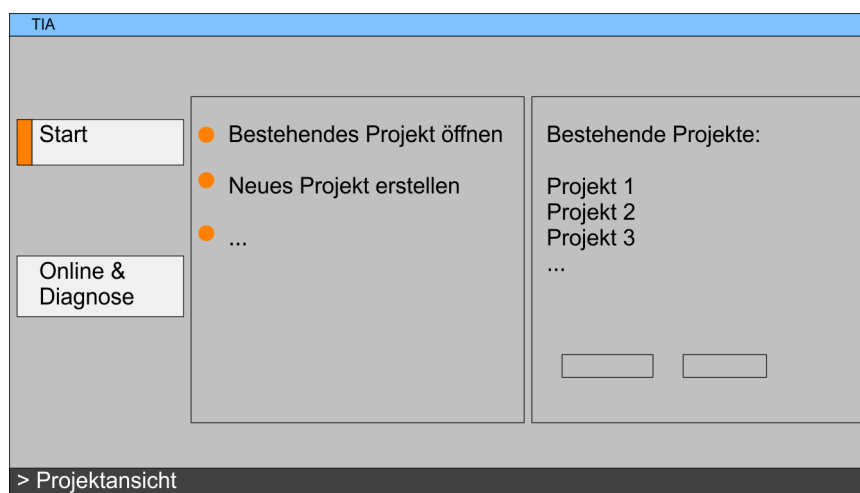 TIA
Start
Online &
Diagnose
Bestehendes Projekt öffnen
Neues Projekt erstellen
...
Bestehende Projekte:
Projekt 1
Projekt 2
Projekt 3
...
> Projektansicht